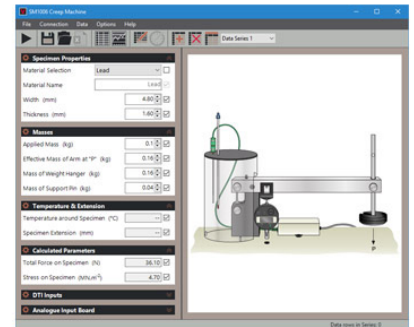 SM1006 Creep Machine
File Connection Data Options Help
Data Series 1
Specimen Properties
Material Selection Lead
Material Name Lead
Width (mm) 4.80
Thickness (mm) 1.60
Masses
Applied Mass (kg) 0.1
Effective Mass of Arm at "P" (kg) 0.16
Mass of Weight Hanger (kg) 0.16
Mass of Support Pin (kg) 0.04
Temperature & Extension
Temperature around Specimen (°C) --
Specimen Extension (mm) --
Calculated Parameters
Total Force on Specimen (N) 36.10
Stress on Specimen (MN.m⁻²) 4.70
DTI Inputs
Analogue Input Board
P
Data rows in Series: 0